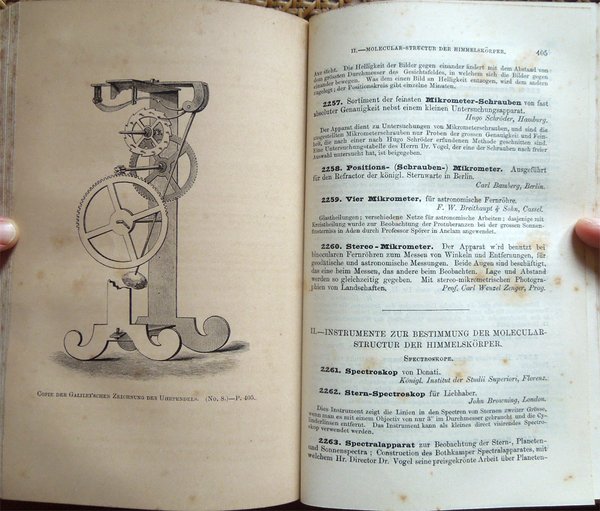 COPIE DER GALILEI'SCHEN ZEICHNUNG DER UHRPENDELS. (No. 8.)—P. 405.
II.—MOLECULAR-STRUCTUR DER HIMMELSKÖRPER. 405
Axe steht. Die Helligkeit der Bilder gegen einander ändert mit dem Abstand von
dem grössten Durchmesser des Gesichtsfeldes, in welchem sich die Bilder gegen
einander bewegen. Was dem einen Bild an Helligkeit entzogen, wird dem andern
zugelegt; der Positionskreis gibt einzelne Minuten.
2257. Sortiment der feinsten Mikrometer-Schrauben von fast
absoluter Genauigkeit nebst einem kleinen Untersuchungsapparat.
Hugo Schröder, Hamburg.
Der Apparat dient zu Untersuchungen von Mikrometerschrauben, und sind die
ausgestellten Mikrometerschrauben nur Proben der grossen Genauigkeit und Fein-
heit, die nach einer nach Hugo Schröder erfundenen Methode geschnitten sind.
Eine Untersuchungstabelle des Herrn Dr. Vogel, der eine der Schrauben nach freier
Auswahl untersucht hat, ist beigegeben.
2258. Positions- (Schrauben-) Mikrometer. Ausgeführt
für den Refractor der königl. Sternwarte in Berlin.
Carl Bamberg, Berlin.
2259. Vier Mikrometer, für astronomische Fernröhre.
F. W. Breithaupt & Sohn, Cassel.
Glastheilungen; verschiedene Netze für astronomische Arbeiten; dasjenige mit
Kreistheilung wurde zur Beobachtung der Protuberanzen bei der grossen Sonnen-
finsterniss in Aden durch Professor Spörer in Anclam angewendet.
2260. Stereo-Mikrometer. Der Apparat w'rd benutzt bei
binocularen Fernröhren zum Messen von Winkeln und Entfernungen, für
geodätische und astronomische Messungen. Beide Augen sind beschäftigt,
das eine beim Messen, das andere beim Beobachten. Lage und Abstand
werden so gleichzeitig gegeben. Mit stereo-mikrometrischen Photogra-
phien von Landschaften. Prof. Carl Wenzel Zenger, Prag.
II.—INSTRUMENTE ZUR BESTIMMUNG DER MOLECULAR-
STRUCTUR DER HIMMELSKÖRPER.
SPECTROSKOPE.
2261. Spectroskop von Donati.
Königl. Institut der Studii Superiori, Florenz.
2262. Stern-Spectroskop für Liebhaber.
John Browning, London.
Dies Instrument zeigt die Linien in den Spectren von Sternen zweiter Grösse,
wenn man es mit einem Objectiv von nur 5" im Durchmesser gebraucht und die Cy-
linderlinsen entfernt. Das Instrument kann als kleines direct visirendes Spectro-
skop verwendet werden.
2263. Spectralapparat zur Beobachtung der Stern-, Planeten-
und Sonnenspectra; Construction des Bothkamper Spectralapparates, mit
welchem Hr. Director Dr. Vogel seine preisgekrönte Arbeit über Planeten-